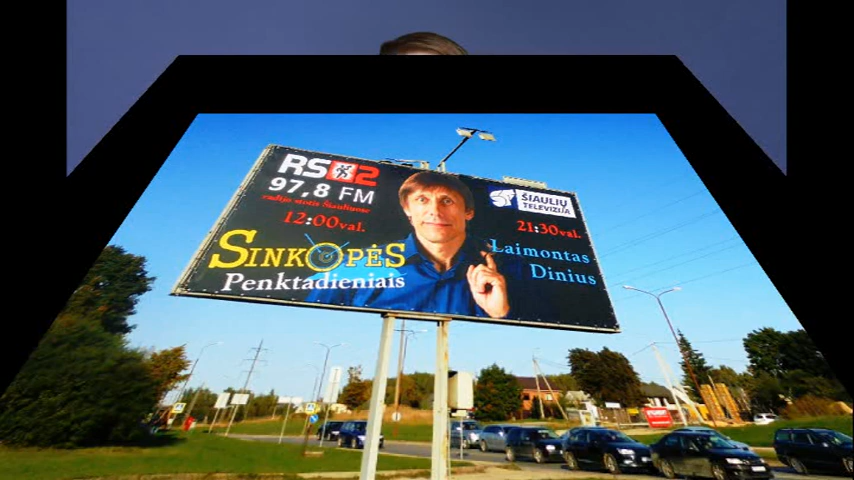 RS2
97,8 FM
radijo stotis Šiauliuose
12:00val.
SINKOPĖS
Penktadieniais
ŠIAULIŲ
TELEVIZIJA
21:30val.
Laimontas
Dinius